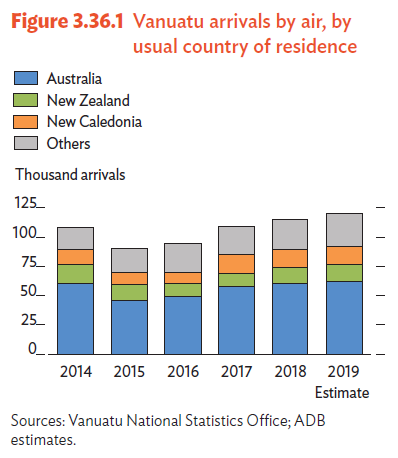 Figure 3.36.1 Vanuatu arrivals by air, by
usual country of residence
Australia
New Zealand
New Caledonia
Others
Thousand arrivals
125
100
75
50
25
0
2014 2015 2016 2017 2018 2019
Estimate
Sources: Vanuatu National Statistics Office; ADB
estimates.